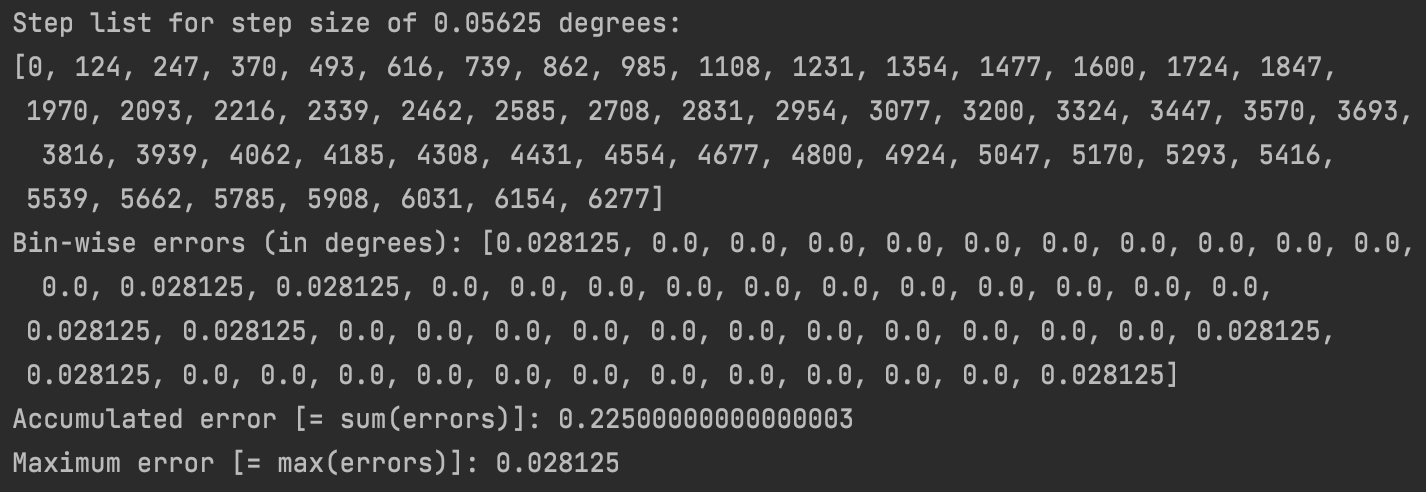 Step list for step size of 0.05625 degrees:
[0, 124, 247, 370, 493, 616, 739, 862, 985, 1108, 1231, 1354, 1477, 1600, 1724, 1847,
1970, 2093, 2216, 2339, 2462, 2585, 2708, 2831, 2954, 3077, 3200, 3324, 3447, 3570, 3693,
3816, 3939, 4062, 4185, 4308, 4431, 4554, 4677, 4800, 4924, 5047, 5170, 5293, 5416,
5539, 5662, 5785, 5908, 6031, 6154, 6277]
Bin-wise errors (in degrees): [0.028125, 0.0, 0.0, 0.0, 0.0, 0.0, 0.0, 0.0, 0.0, 0.0, 0.0,
0.0, 0.028125, 0.028125, 0.0, 0.0, 0.0, 0.0, 0.0, 0.0, 0.0, 0.0, 0.0, 0.0, 0.0,
0.028125, 0.028125, 0.0, 0.0, 0.0, 0.0, 0.0, 0.0, 0.0, 0.0, 0.0, 0.0, 0.0, 0.028125,
0.028125, 0.0, 0.0, 0.0, 0.0, 0.0, 0.0, 0.0, 0.0, 0.0, 0.0, 0.0, 0.028125]
Accumulated error [= sum(errors)]: 0.22500000000000003
Maximum error [= max(errors)]: 0.028125